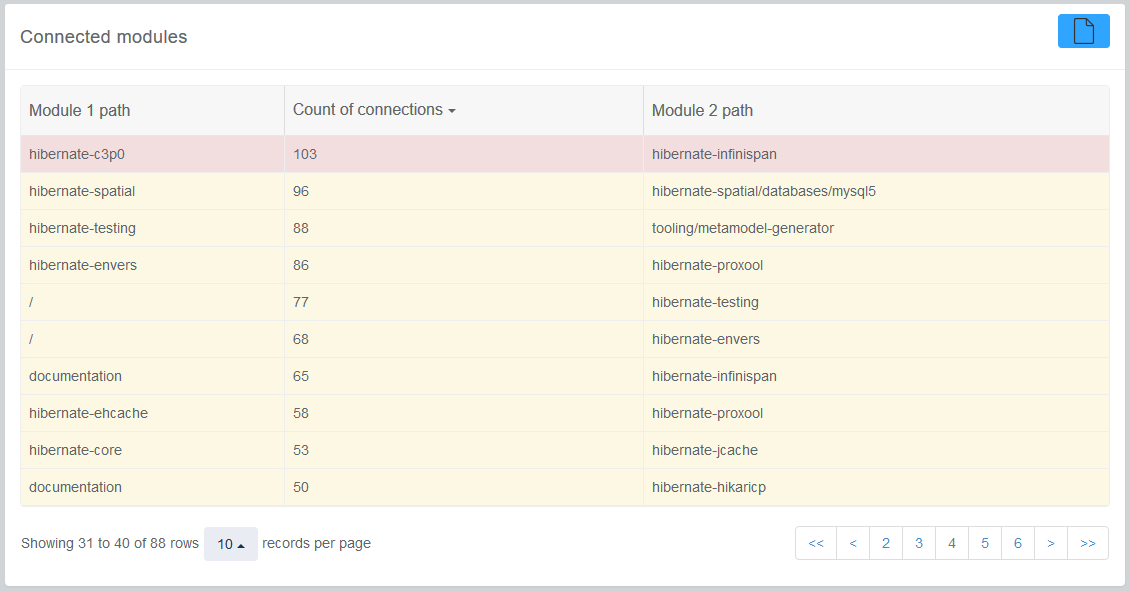 Connected modules
Module 1 path Count of connections Module 2 path
hibernate-c3p0 103 hibernate-infinispan
hibernate-spatial 96 hibernate-spatial/databases/mysql5
hibernate-testing 88 tooling/metamodel-generator
hibernate-envers 86 hibernate-proxool
/ 77 hibernate-testing
/ 68 hibernate-envers
documentation 65 hibernate-infinispan
hibernate-ehcache 58 hibernate-proxool
hibernate-core 53 hibernate-jcache
documentation 50 hibernate-hikaricp
Showing 31 to 40 of 88 rows 10 records per page << < 2 3 4 5 6 > >>